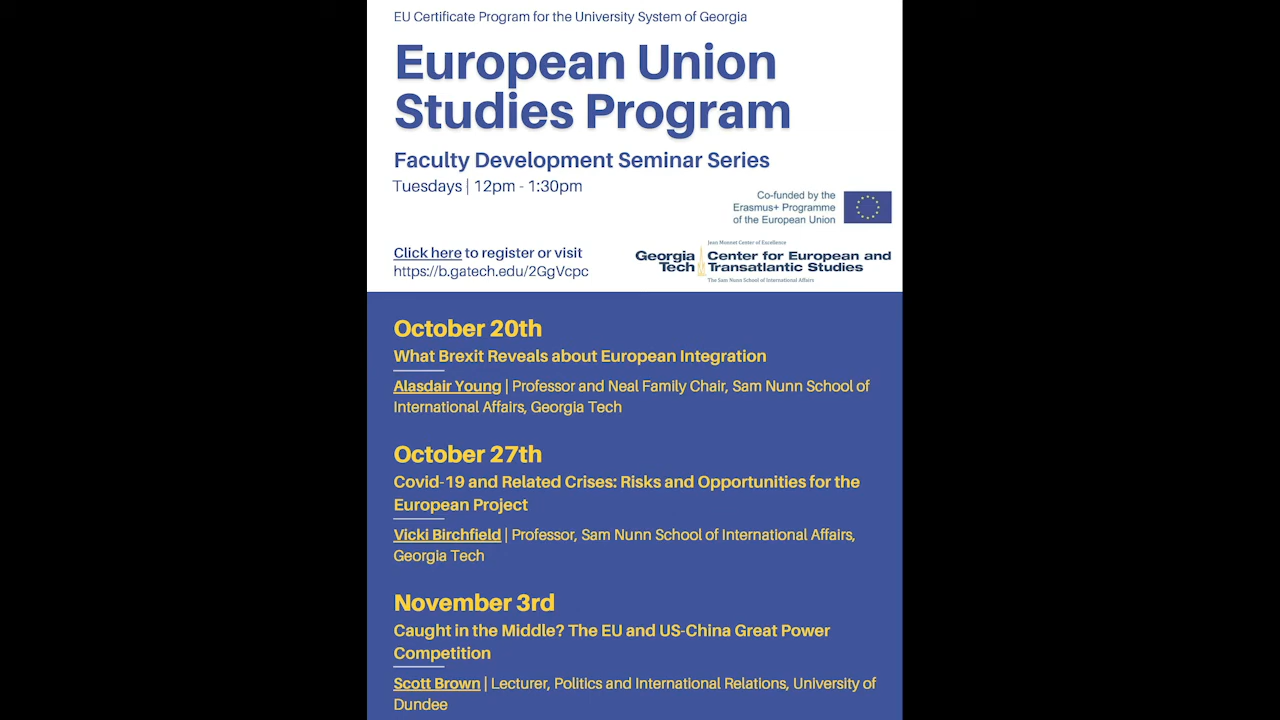 EU Certificate Program for the University System of Georgia
European Union
Studies Program
Faculty Development Seminar Series
Tuesdays | 12pm - 1:30pm
Co-funded by the
Erasmus+ Programme
of the European Union
Click here to register or visit
https://b.gatech.edu/2GgVcpc
Georgia
Tech
Jean Monnet Center of Excellence
Center for European and
Transatlantic Studies
The Sam Nunn School of International Affairs
October 20th
What Brexit Reveals about European Integration
Alasdair Young | Professor and Neal Family Chair, Sam Nunn School of
International Affairs, Georgia Tech
October 27th
Covid-19 and Related Crises: Risks and Opportunities for the
European Project
Vicki Birchfield | Professor, Sam Nunn School of International Affairs,
Georgia Tech
November 3rd
Caught in the Middle? The EU and US-China Great Power
Competition
Scott Brown | Lecturer, Politics and International Relations, University of
Dundee